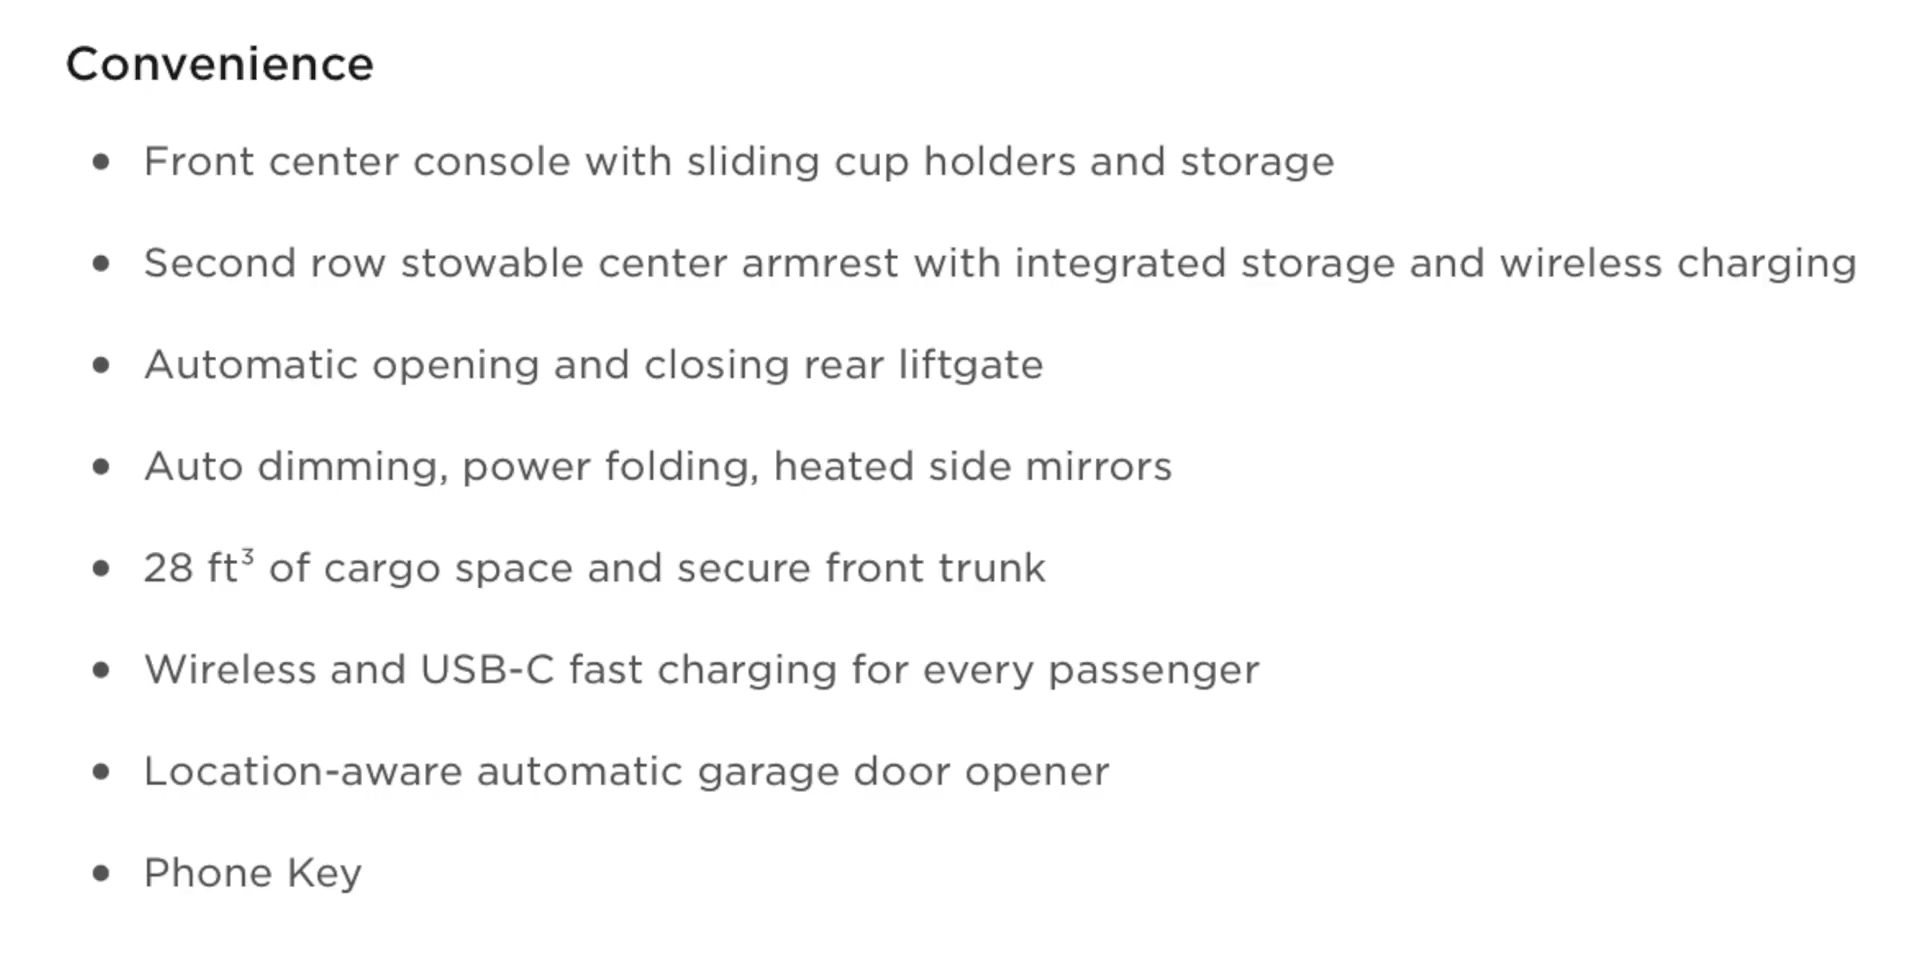 Convenience
• Front center console with sliding cup holders and storage
• Second row stowable center armrest with integrated storage and wireless charging
• Automatic opening and closing rear liftgate
• Auto dimming, power folding, heated side mirrors
• 28 ft³ of cargo space and secure front trunk
• Wireless and USB-C fast charging for every passenger
• Location-aware automatic garage door opener
• Phone Key